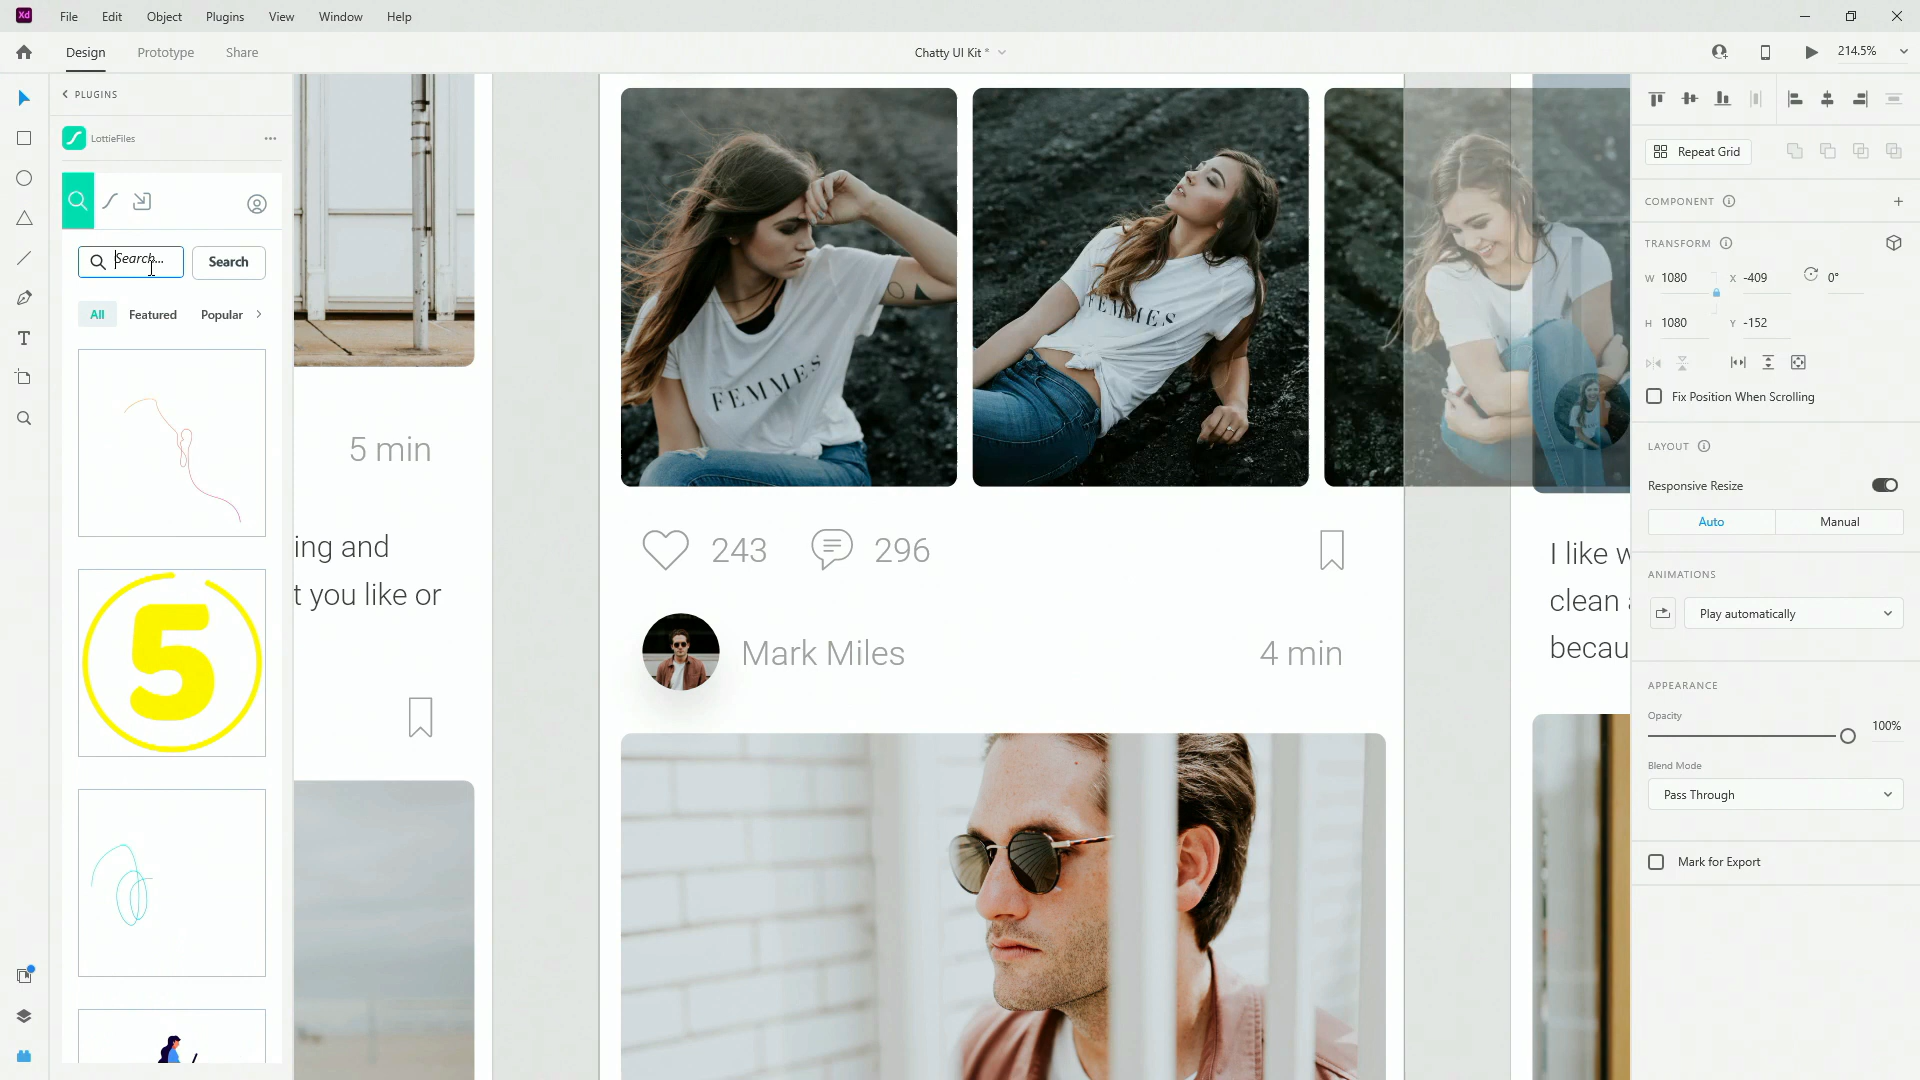 Xd File Edit Object Plugins View Window Help
Design Prototype Share
Chatty UI Kit *
214.5%
PLUGINS
LottieFiles
Search...
Search
All Featured Popular
5
5 min
ing and
t you like or
FEMMES
FEMMES
243 296
Mark Miles
4 min
I like w
clean a
becau
Repeat Grid
COMPONENT
TRANSFORM
W 1080 X -409 0°
H 1080 Y -152
Fix Position When Scrolling
LAYOUT
Responsive Resize
Auto Manual
ANIMATIONS
Play automatically
APPEARANCE
Opacity
100%
Blend Mode
Pass Through
Mark for Export